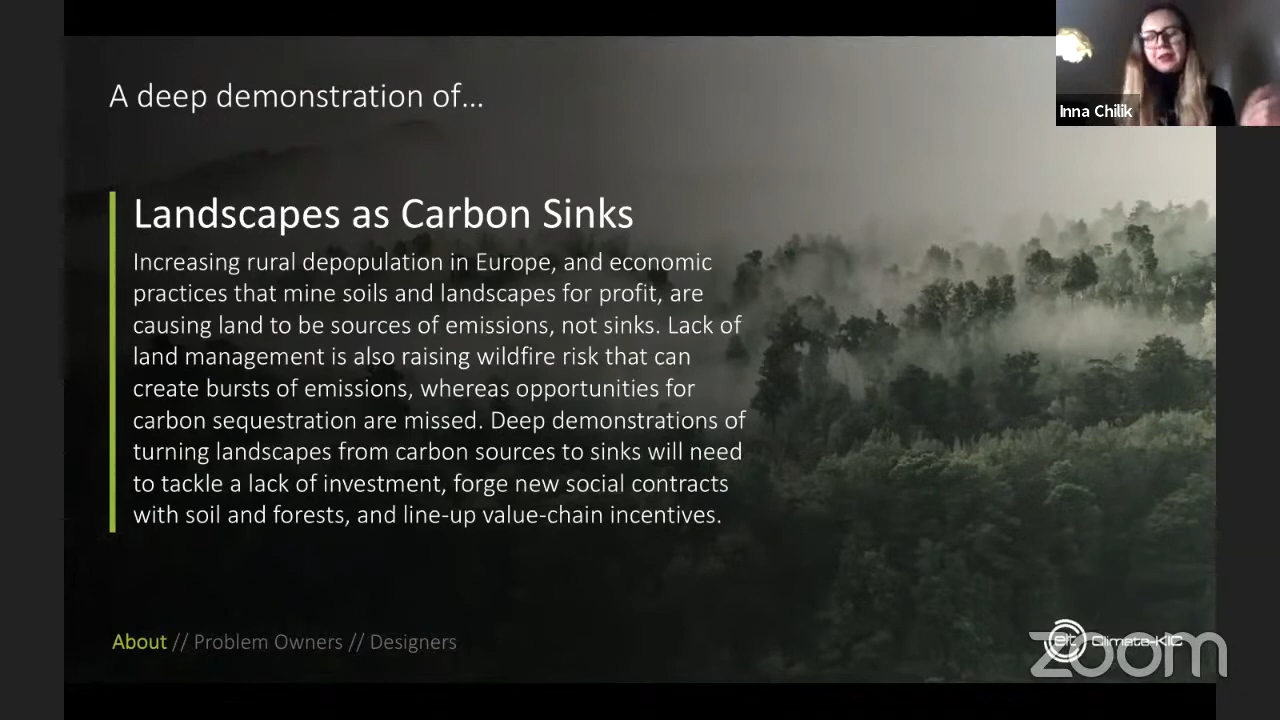 A deep demonstration of...
Inna Chilik
Landscapes as Carbon Sinks
Increasing rural depopulation in Europe, and economic
practices that mine soils and landscapes for profit, are
causing land to be sources of emissions, not sinks. Lack of
land management is also raising wildfire risk that can
create bursts of emissions, whereas opportunities for
carbon sequestration are missed. Deep demonstrations of
turning landscapes from carbon sources to sinks will need
to tackle a lack of investment, forge new social contracts
with soil and forests, and line-up value-chain incentives.
About // Problem Owners // Designers
eit Climate-KIC
zoom